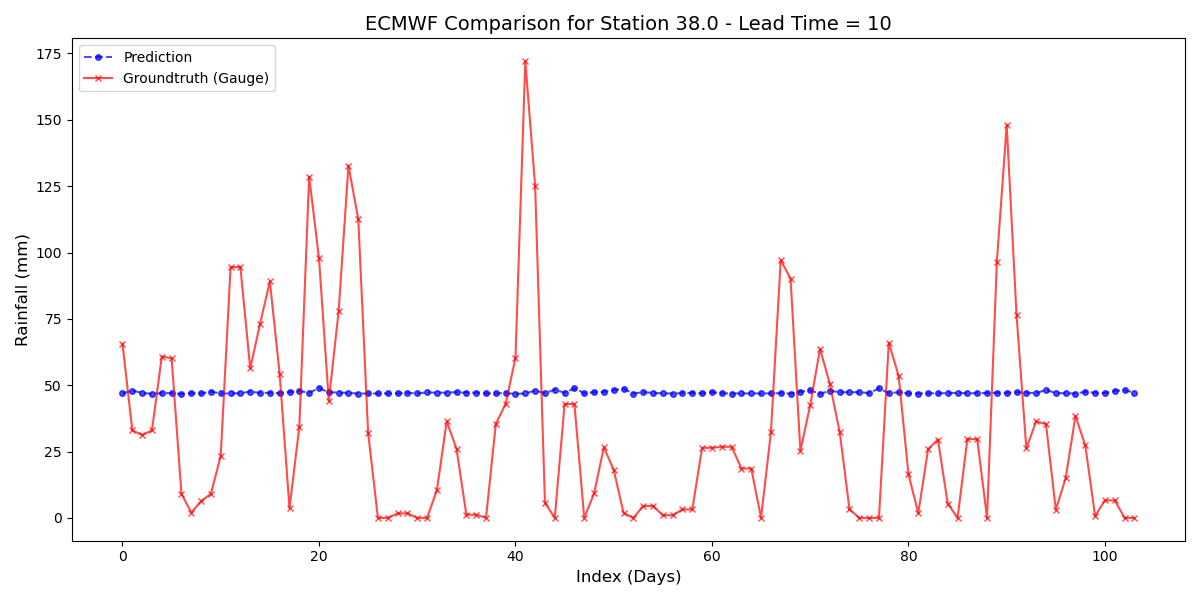 ECMWF Comparison for Station 38.0 - Lead Time = 10
Prediction
Groundtruth (Gauge)
Rainfall (mm)
175
150
125
100
75
50
25
0
0 20 40 60 80 100
Index (Days)